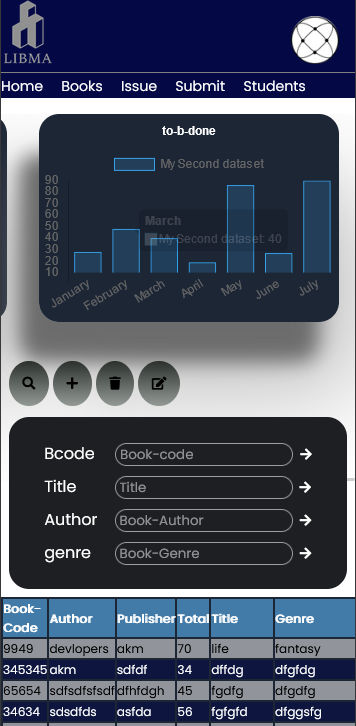 LIBMA
Home Books Issue Submit Students
to-b-done
My Second dataset
90
80
70
60
50
40
30
20
10
March
My Second dataset: 40
January February March April May June July
Bcode Book-code
Title Title
Author Book-Author
genre Book-Genre
Book-Code Author Publisher Total Title Genre
9949 devlopers akm 70 life fantasy
345345 akm sdfdf 34 dffdg dfgfdg
65654 sdfsdfsfsdf dfhfdgh 45 fgdfg dfgdfg
34634 sdsdfds asfda 56 fgfgfd dfggsfg